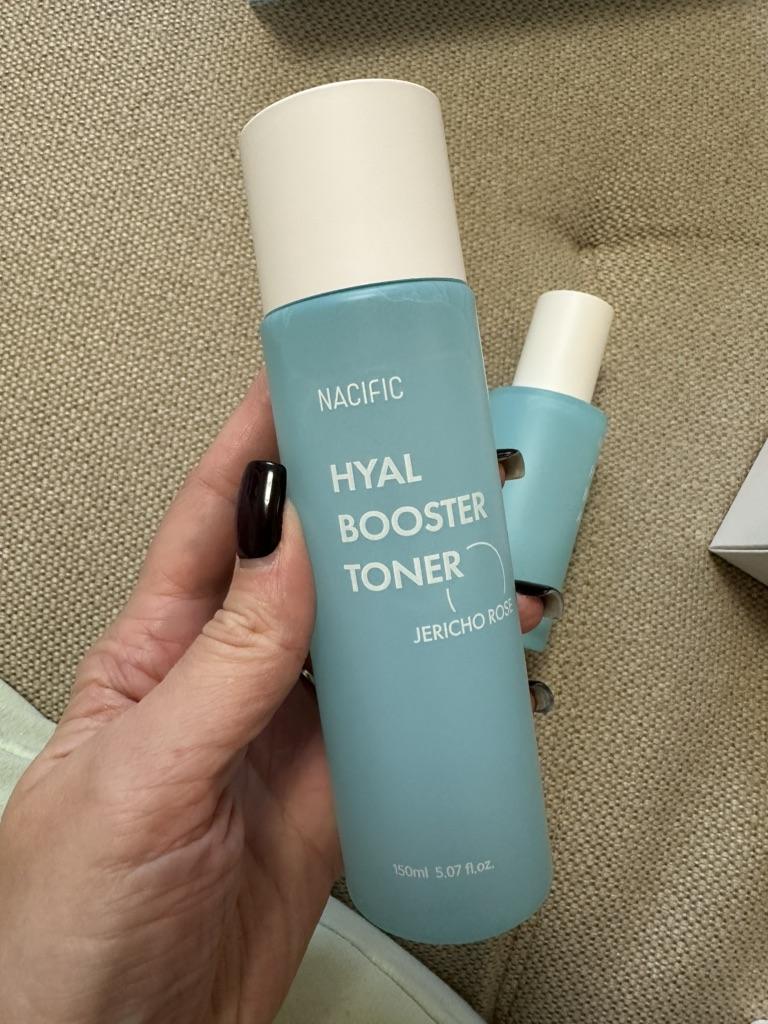 NACIFIC
HYAL
BOOSTER
TONER
JERICHO ROSE
150ml 5.07 fl.oz.